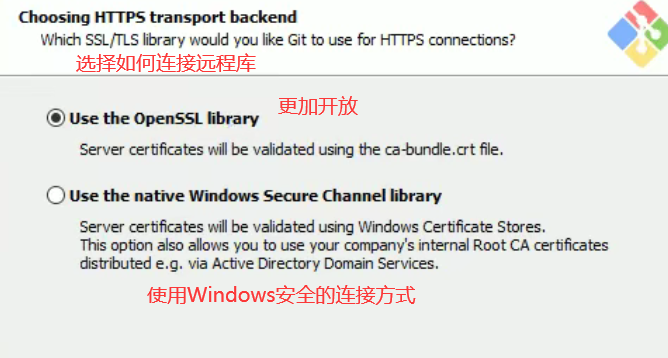 Choosing HTTPS transport backend
Which SSL/TLS library would you like Git to use for HTTPS connections?
选择如何连接远程库
更加开放
Use the OpenSSL library
Server certificates will be validated using the ca-bundle.crt file.
Use the native Windows Secure Channel library
Server certificates will be validated using Windows Certificate Stores.
This option also allows you to use your company's internal Root CA certificates
distributed e.g. via Active Directory Domain Services.
使用Windows安全的连接方式